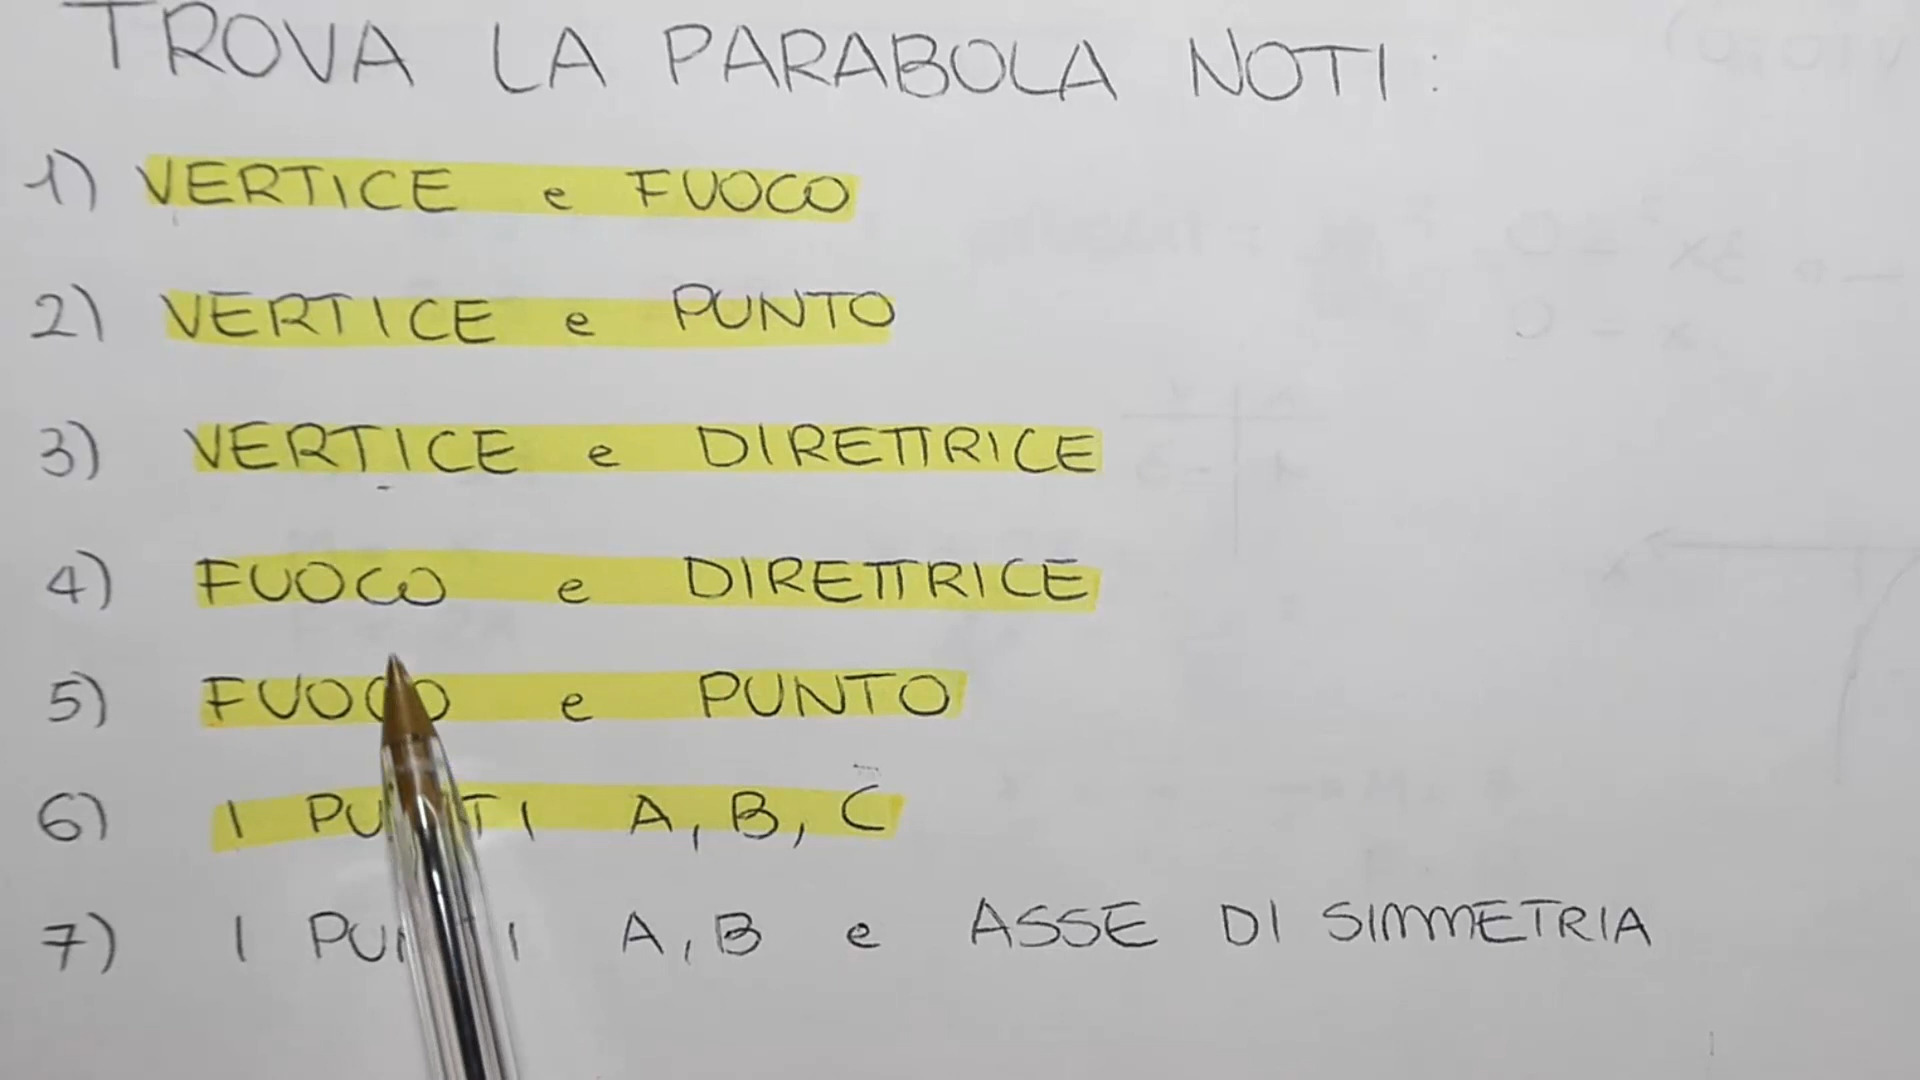 TROVA LA PARABOLA NOTI:
1) VERTICE e FUOCO
2) VERTICE e PUNTO
3) VERTICE e DIRETTRICE
4) FUOCO e DIRETTRICE
5) FUOCO e PUNTO
6) I PUNTI A, B, C
7) I PUNTI A, B e ASSE DI SIMMETRIA